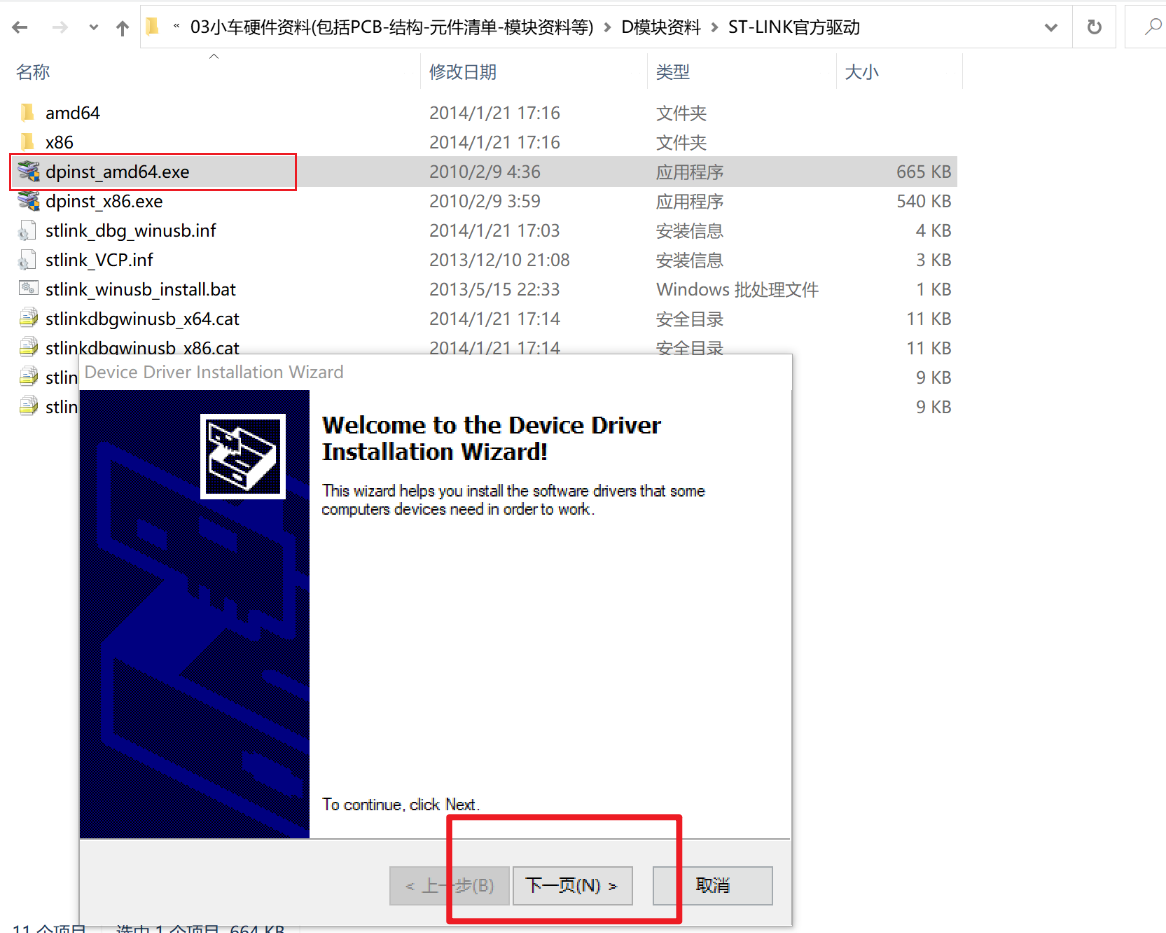 « 03小车硬件资料(包括PCB-结构-元件清单-模块资料等) > D模块资料 > ST-LINK官方驱动
名称 修改日期 类型 大小
amd64 2014/1/21 17:16 文件夹
x86 2014/1/21 17:16 文件夹
dpinst_amd64.exe 2010/2/9 4:36 应用程序 665 KB
dpinst_x86.exe 2010/2/9 3:59 应用程序 540 KB
stlink_dbg_winusb.inf 2014/1/21 17:03 安装信息 4 KB
stlink_VCP.inf 2013/12/10 21:08 安装信息 3 KB
stlink_winusb_install.bat 2013/5/15 22:33 Windows 批处理文件 1 KB
stlinkdbgwinusb_x64.cat 2014/1/21 17:14 安全目录 11 KB
stlinkdbgwinusb_x86.cat 2014/1/21 17:14 安全目录 11 KB
stlin 9 KB
stlin 9 KB
Device Driver Installation Wizard
Welcome to the Device Driver
Installation Wizard!
This wizard helps you install the software drivers that some
computers devices need in order to work.
To continue, click Next.
< 上一步(B) 下一页(N) > 取消
11 个项目 选中 1 个项目 664 KB